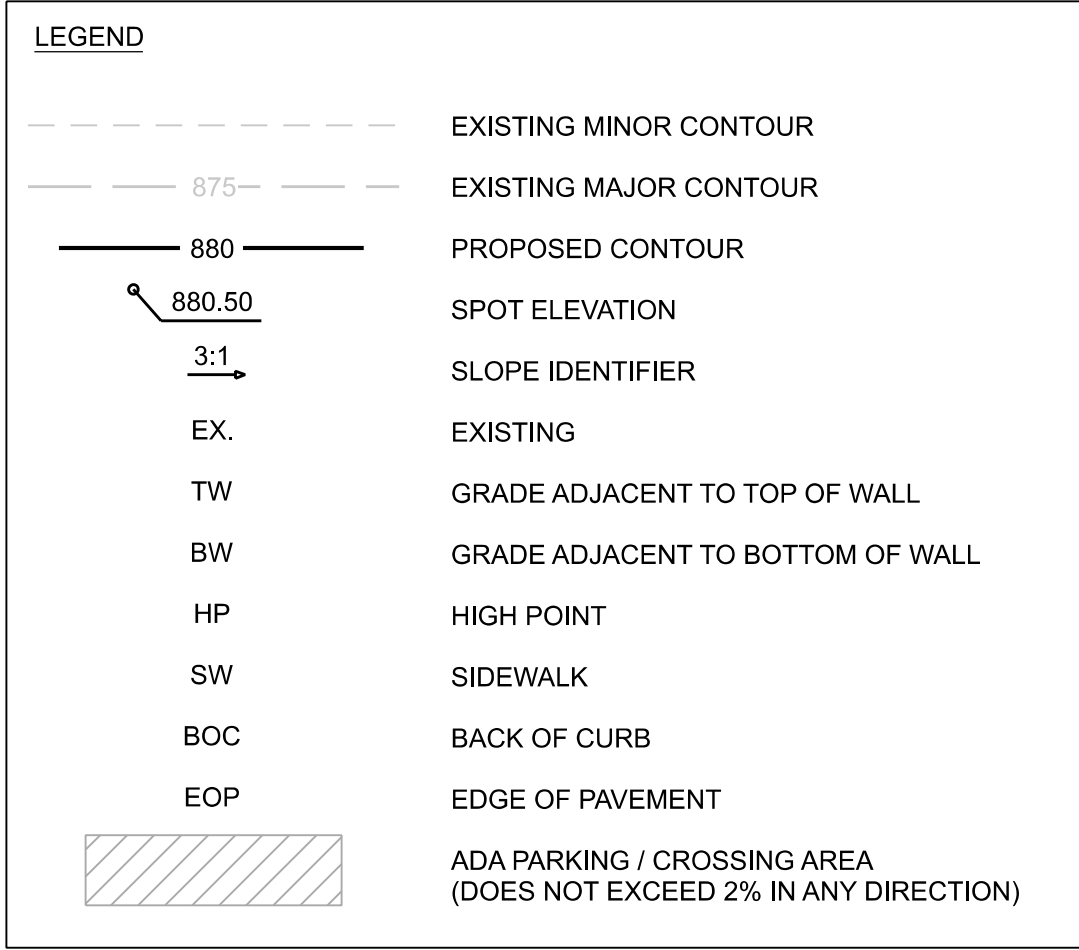 LEGEND
EXISTING MINOR CONTOUR
875 EXISTING MAJOR CONTOUR
880 PROPOSED CONTOUR
880.50 SPOT ELEVATION
3:1 SLOPE IDENTIFIER
EX. EXISTING
TW GRADE ADJACENT TO TOP OF WALL
BW GRADE ADJACENT TO BOTTOM OF WALL
HP HIGH POINT
SW SIDEWALK
BOC BACK OF CURB
EOP EDGE OF PAVEMENT
ADA PARKING / CROSSING AREA
(DOES NOT EXCEED 2% IN ANY DIRECTION)